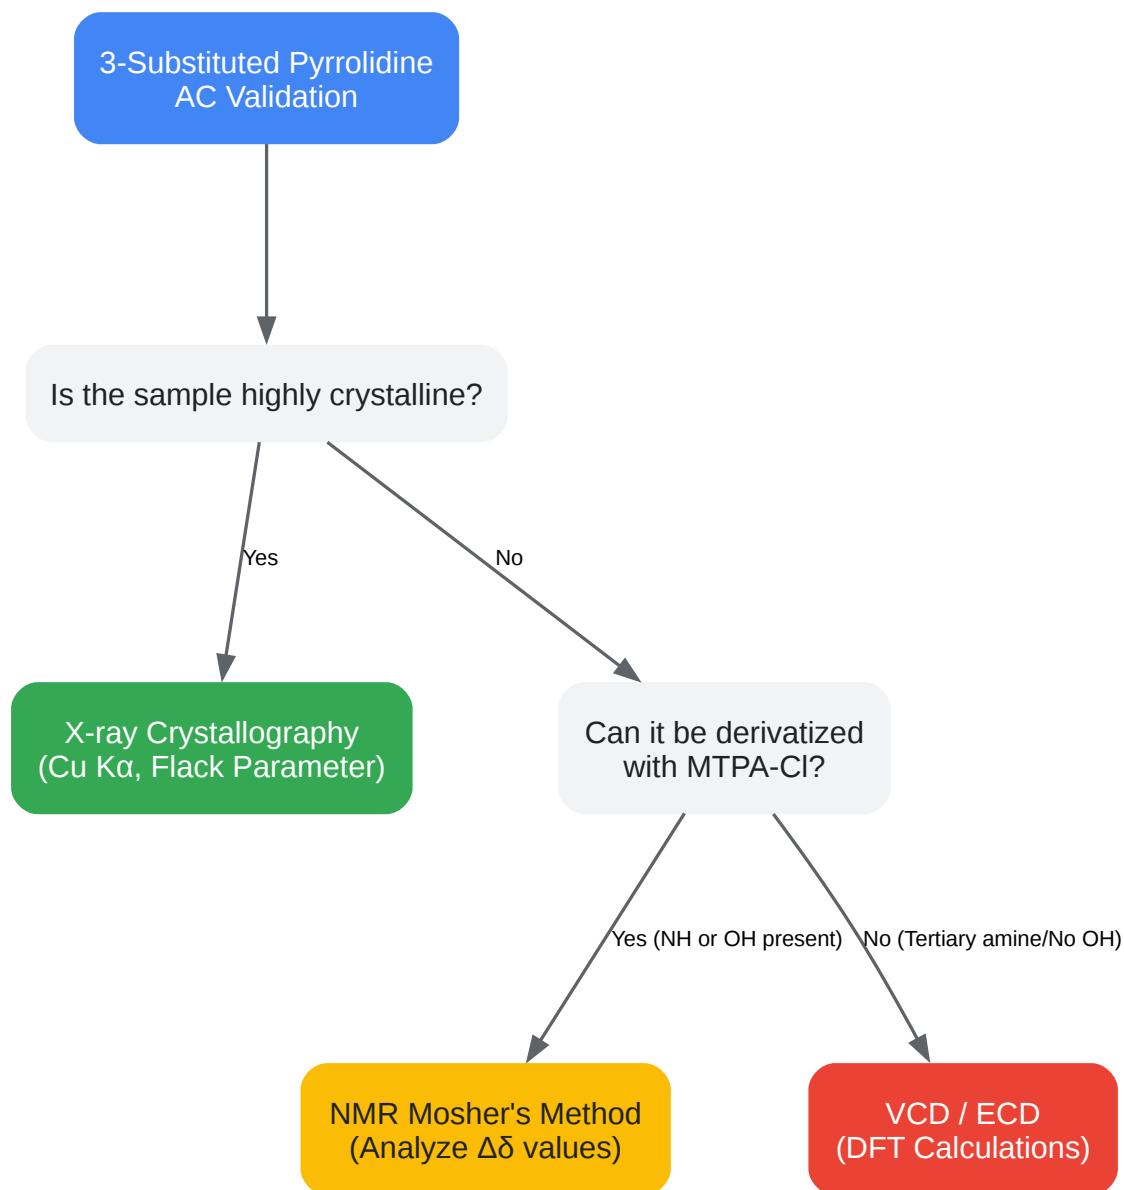 3-Substituted Pyrrolidine
AC Validation
Is the sample highly crystalline?
Yes
No
X-ray Crystallography
(Cu Kα, Flack Parameter)
Can it be derivatized
with MTPA-Cl?
Yes (NH or OH present)
No (Tertiary amine/No OH)
NMR Mosher's Method
(Analyze Δδ values)
VCD / ECD
(DFT Calculations)